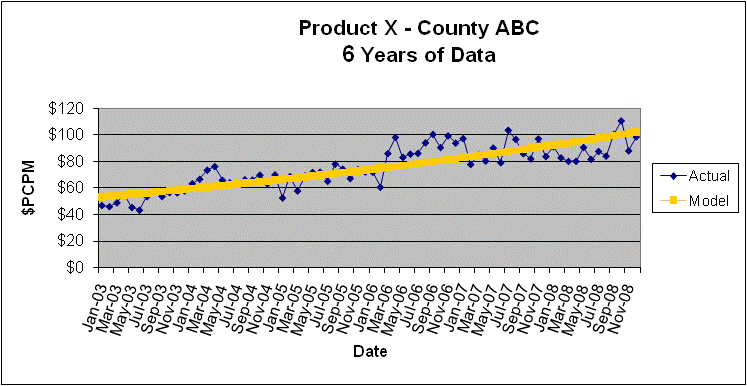 Product X - County ABC
6 Years of Data
$PCPM
$120
$100
$80
$60
$40
$20
$0
Jan-03
Mar-03
May-03
Jul-03
Sep-03
Nov-03
Jan-04
Mar-04
May-04
Jul-04
Sep-04
Nov-04
Jan-05
Mar-05
May-05
Jul-05
Sep-05
Nov-05
Jan-06
Mar-06
May-06
Jul-06
Sep-06
Nov-06
Jan-07
Mar-07
May-07
Jul-07
Sep-07
Nov-07
Jan-08
Mar-08
May-08
Jul-08
Sep-08
Nov-08
Date
Actual
Model